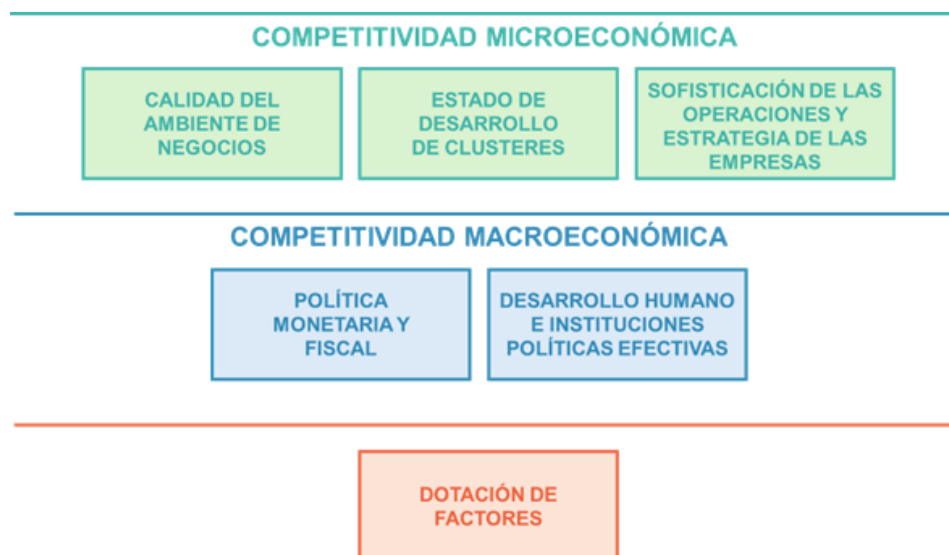 COMPETITIVIDAD MICROECONÓMICA
CALIDAD DEL
AMBIENTE DE
NEGOCIOS
ESTADO DE
DESARROLLO
DE CLUSTERES
SOFISTICACIÓN DE LAS
OPERACIONES Y
ESTRATEGIA DE LAS
EMPRESAS
COMPETITIVIDAD MACROECONÓMICA
POLÍTICA
MONETARIA Y
FISCAL
DESARROLLO HUMANO
E INSTITUCIONES
POLÍTICAS EFECTIVAS
DOTACIÓN DE
FACTORES